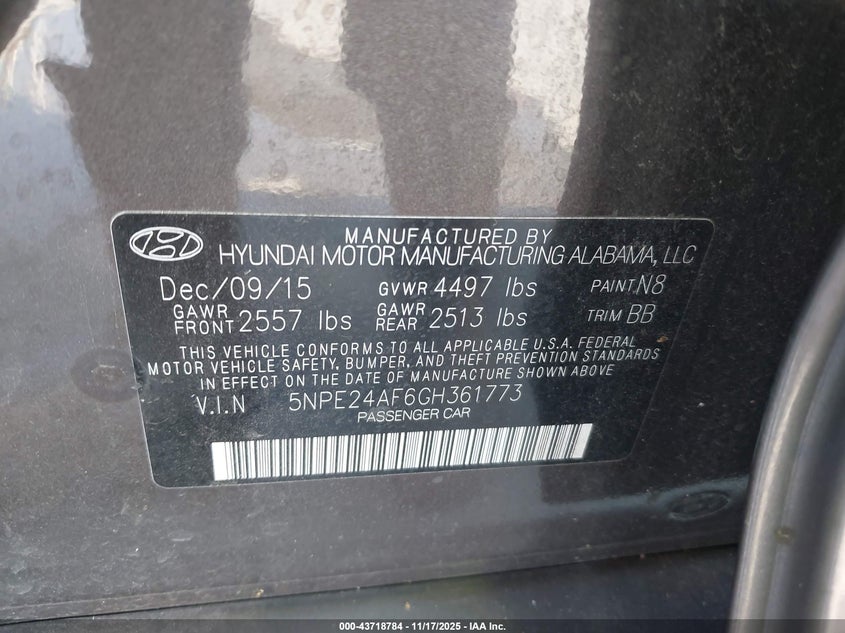 MANUFACTURED BY
HYUNDAI MOTOR MANUFACTURING ALABAMA, LLC
Dec/09/15 GVWR 4497 lbs PAINT N8
GAWR FRONT 2557 lbs GAWR REAR 2513 lbs TRIM BB
THIS VEHICLE CONFORMS TO ALL APPLICABLE U.S.A. FEDERAL
MOTOR VEHICLE SAFETY, BUMPER, AND THEFT PREVENTION STANDARDS
IN EFFECT ON THE DATE OF MANUFACTURE SHOWN ABOVE
V.I.N 5NPE24AF6GH361773
PASSENGER CAR
000-43718784 - 11/17/2025 - IAA Inc.